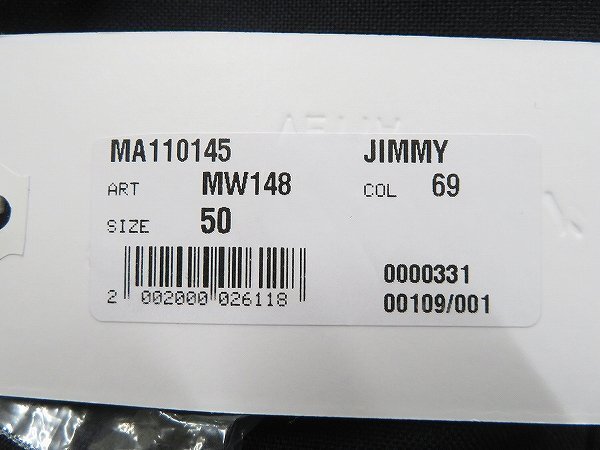 MA110145 JIMMY
ART MW148 COL 69
SIZE 50
2 002000 026118
0000331
00109/001